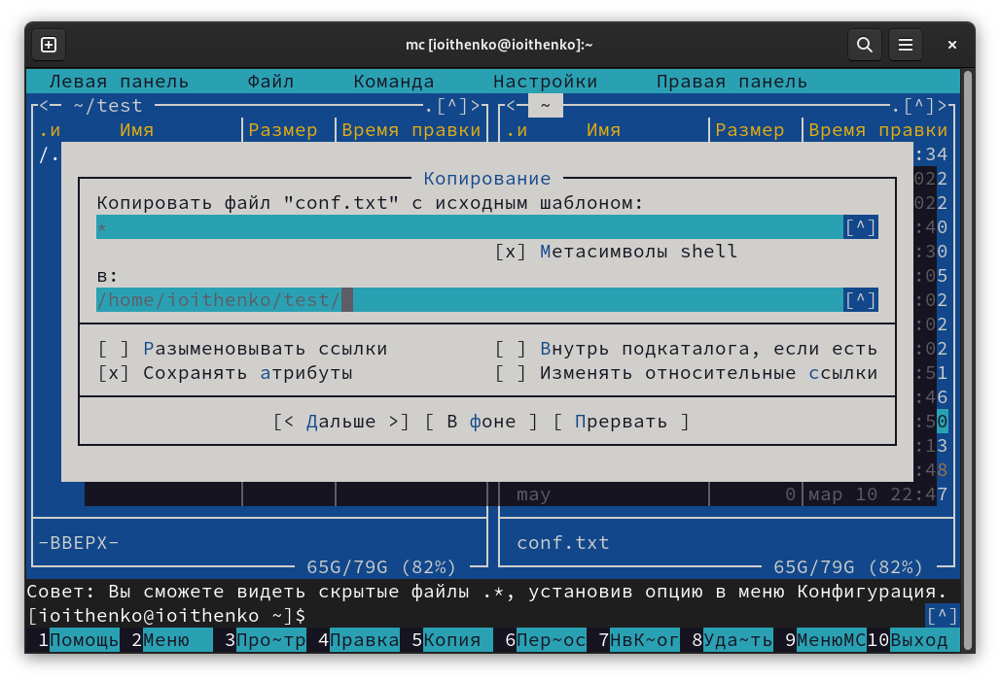 mc [ioithenko@ioithenko]:~
Левая панель Файл Команда Настройки Правая панель
<─ ~/test .[^]> <─ ~ .[^]>
.и Имя Размер Время правки .и Имя Размер Время правки
/. :34
022
022
:40
:30
:05
:02
:02
:02
:51
:46
:50
:13
:48
Копирование
Копировать файл "conf.txt" с исходным шаблоном:
* [^]
[x] Метасимволы shell
в:
/home/ioithenko/test/ [^]
[ ] Разыменовывать ссылки [ ] Внутрь подкаталога, если есть
[x] Сохранять атрибуты [ ] Изменять относительные ссылки
[< Дальше >] [ В фоне ] [ Прервать ]
may 0 мар 10 22:47
-ВВЕРХ- conf.txt
65G/79G (82%) 65G/79G (82%)
Совет: Вы сможете видеть скрытые файлы .*, установив опцию в меню Конфигурация.
[ioithenko@ioithenko ~]$ [^]
1Помощь 2Меню 3Про~тр 4Правка 5Копия 6Пер~ос 7НвК~ог 8Уда~ть 9МенюMC 10Выход